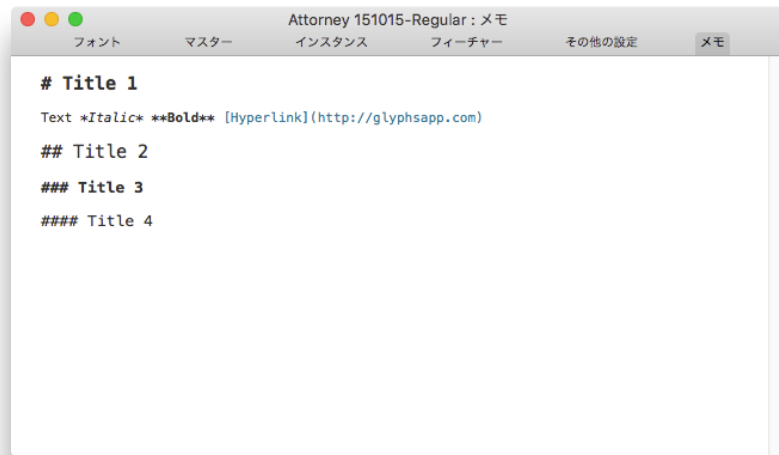 Attorney 151015-Regular : メモ
フォント マスター インスタンス フィーチャー その他の設定 メモ
# Title 1
Text *Italic* **Bold** [Hyperlink](http://glyphsapp.com)
## Title 2
### Title 3
#### Title 4